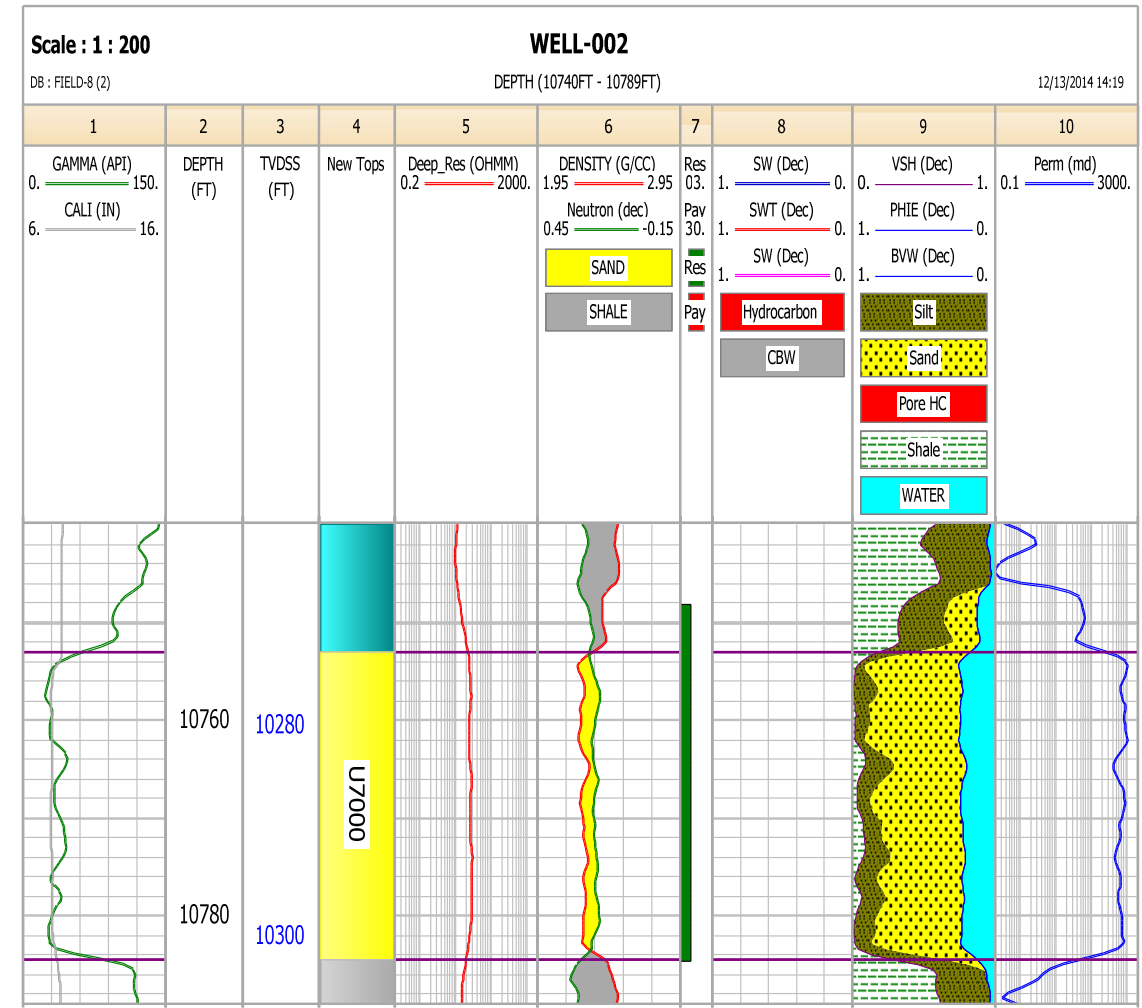 Scale : 1 : 200
WELL-002
DB : FIELD-8 (2)
DEPTH (10740FT - 10789FT)
12/13/2014 14:19
1 2 3 4 5 6 7 8 9 10
GAMMA (API)
0. 150.
CALI (IN)
6. 16.
DEPTH
(FT)
TVDSS
(FT)
New Tops
Deep_Res (OHMM)
0.2 2000.
DENSITY (G/CC)
1.95 2.95
Neutron (dec)
0.45 -0.15
SAND
SHALE
Res
03.
Pav
30.
Res
Pay
SW (Dec)
1. 0.
SWT (Dec)
1. 0.
SW (Dec)
1. 0.
Hydrocarbon
CBW
VSH (Dec)
0. 1.
PHIE (Dec)
1. 0.
BVW (Dec)
1. 0.
Silt
Sand
Pore HC
Shale
WATER
Perm (md)
0.1 3000.
10760
10780
10280
10300
U7000